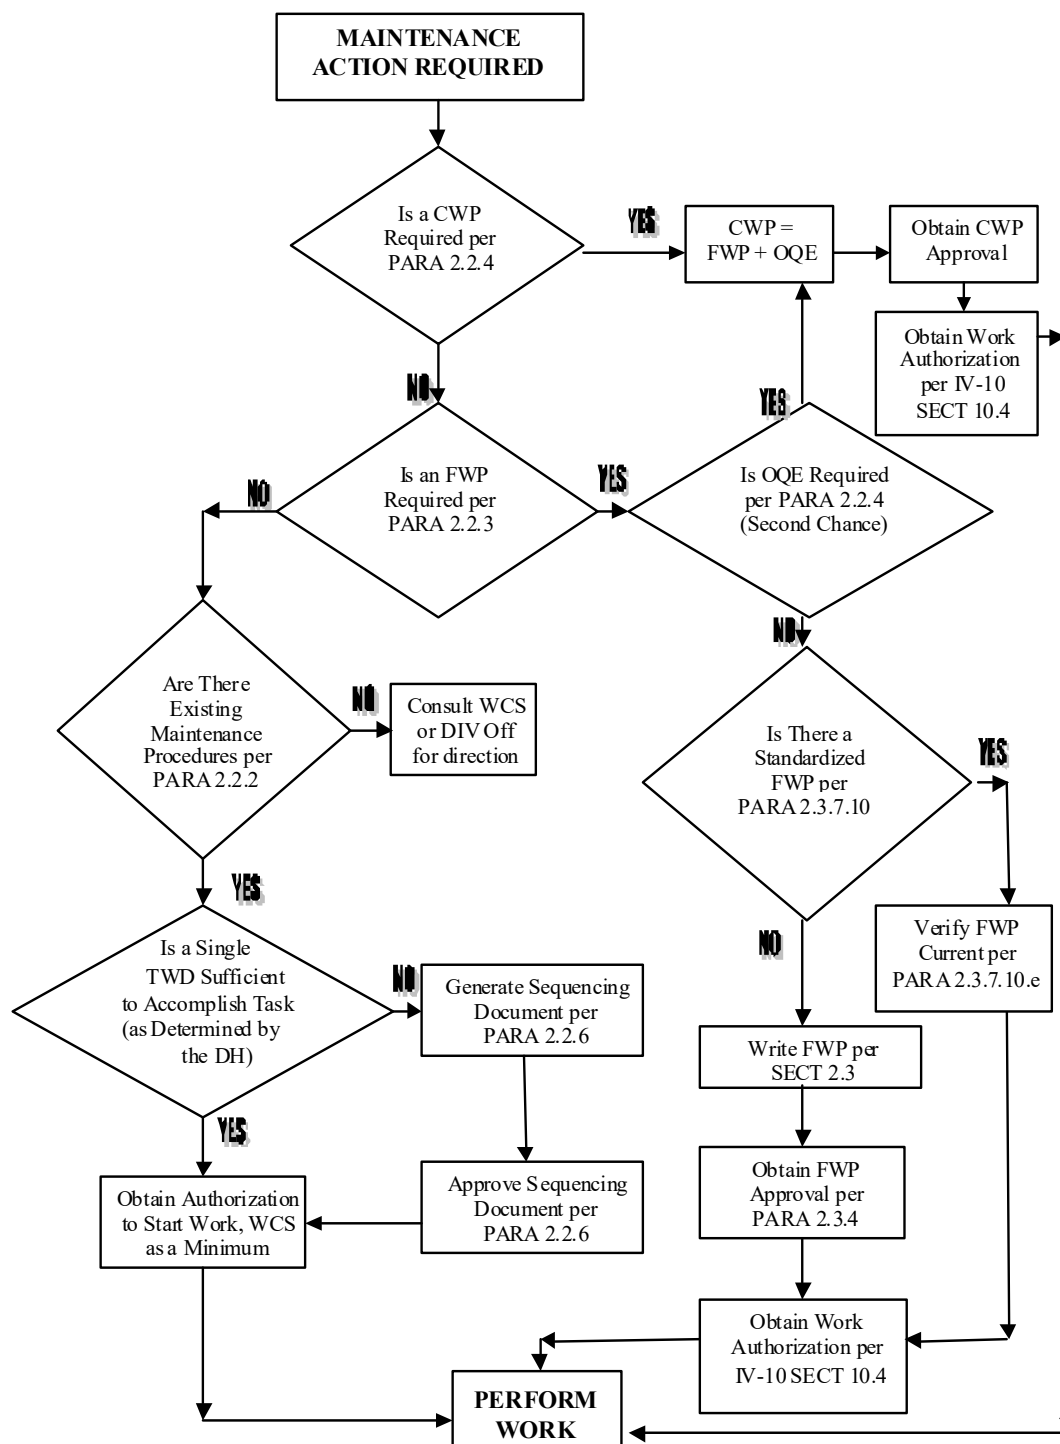 MAINTENANCE
ACTION REQUIRED
Is a CWP
Required per
PARA 2.2.4
YES
CWP =
FWP + OQE
Obtain CWP
Approval
Obtain Work
Authorization
per IV-10
SECT 10.4
NO
YES
Is an FWP
Required per
PARA 2.2.3
NO
YES
Is OQE Required
per PARA 2.2.4
(Second Chance)
NO
Are There
Existing
Maintenance
Procedures per
PARA 2.2.2
NO
Consult WCS
or DIV Off
for direction
Is There a
Standardized
FWP per
PARA 2.3.7.10
YES
YES
Is a Single
TWD Sufficient
to Accomplish Task
(as Determined by
the DH)
NO
Generate Sequencing
Document per
PARA 2.2.6
NO
Verify FWP
Current per
PARA 2.3.7.10.e
Write FWP per
SECT 2.3
YES
Obtain Authorization
to Start Work, WCS
as a Minimum
Approve Sequencing
Document per
PARA 2.2.6
Obtain FWP
Approval per
PARA 2.3.4
Obtain Work
Authorization per
IV-10 SECT 10.4
PERFORM
WORK